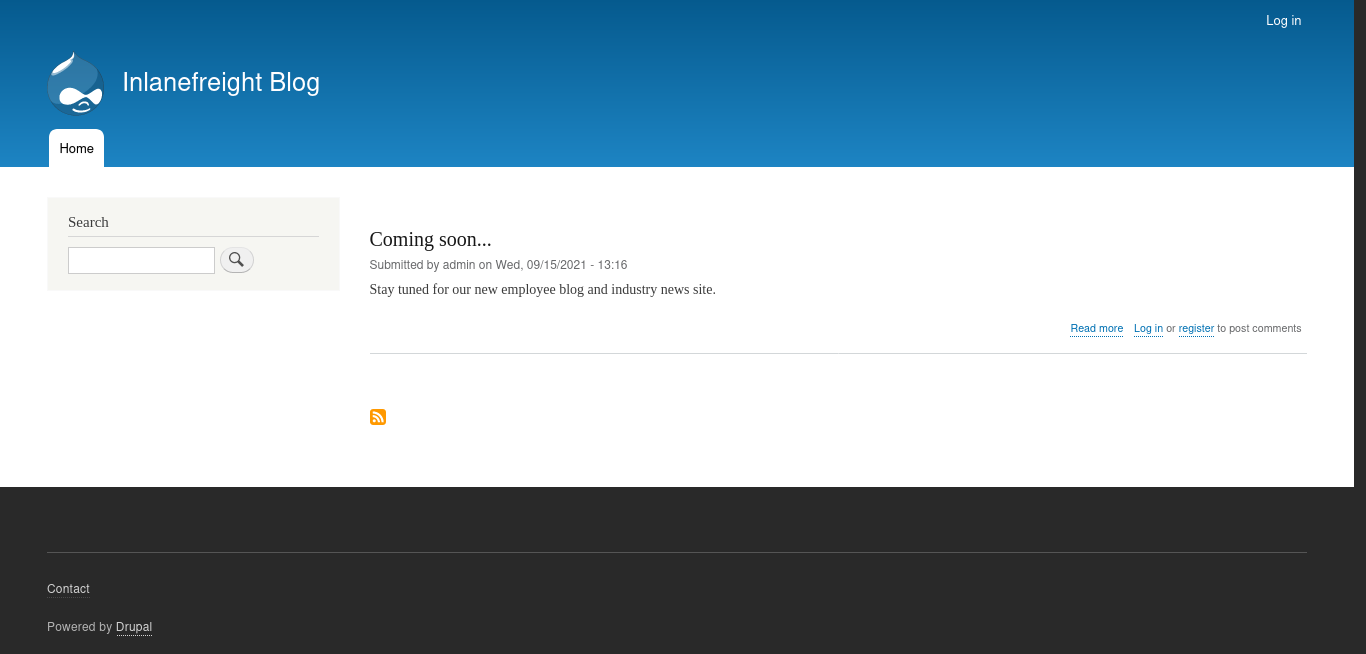 Log in
Inlanefreight Blog
Home
Search
Coming soon...
Submitted by admin on Wed, 09/15/2021 - 13:16
Stay tuned for our new employee blog and industry news site.
Read more Log in or register to post comments
Contact
Powered by Drupal